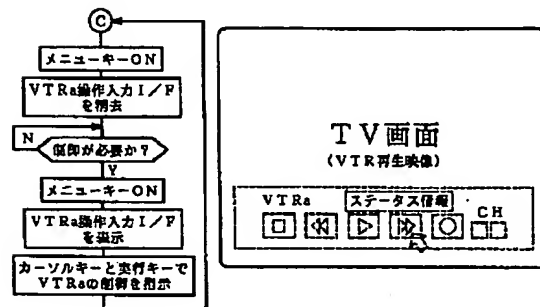 C
メニューキーON
VTRa操作入力I/F
を消去
N
制御が必要か?
Y
メニューキーON
VTRa操作入力I/F
を表示
カーソルキーと実行キーで
VTRaの制御を指示
TV画面
(VTR再生映像)
VTRa
ステータス情報
CH